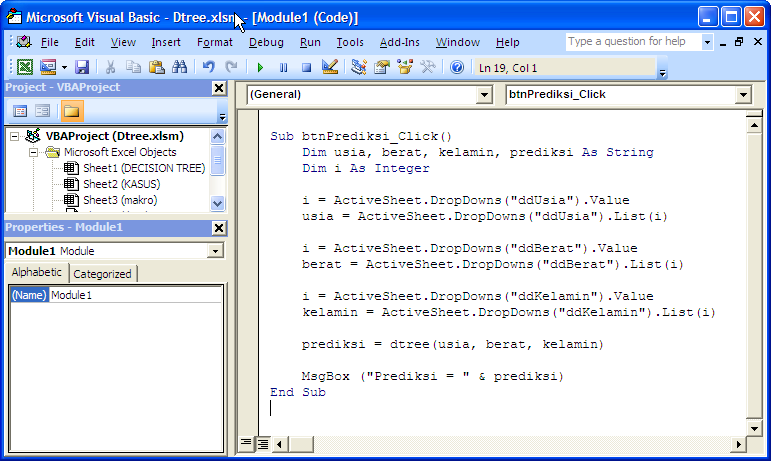 Microsoft Visual Basic - Dtree.xlsm - [Module1 (Code)]
File Edit View Insert Format Debug Run Tools Add-Ins Window Help Type a question for help
Ln 19, Col 1
Project - VBAProject
VBAProject (Dtree.xlsm)
Microsoft Excel Objects
Sheet1 (DECISION TREE)
Sheet2 (KASUS)
Sheet3 (makro)
Properties - Module1
Module1 Module
Alphabetic Categorized
(Name) Module1
(General) btnPrediksi_Click
Sub btnPrediksi_Click()
Dim usia, berat, kelamin, prediksi As String
Dim i As Integer
i = ActiveSheet.DropDowns("ddUsia").Value
usia = ActiveSheet.DropDowns("ddUsia").List(i)
i = ActiveSheet.DropDowns("ddBerat").Value
berat = ActiveSheet.DropDowns("ddBerat").List(i)
i = ActiveSheet.DropDowns("ddKelamin").Value
kelamin = ActiveSheet.DropDowns("ddKelamin").List(i)
prediksi = dtree(usia, berat, kelamin)
MsgBox ("Prediksi = " & prediksi)
End Sub